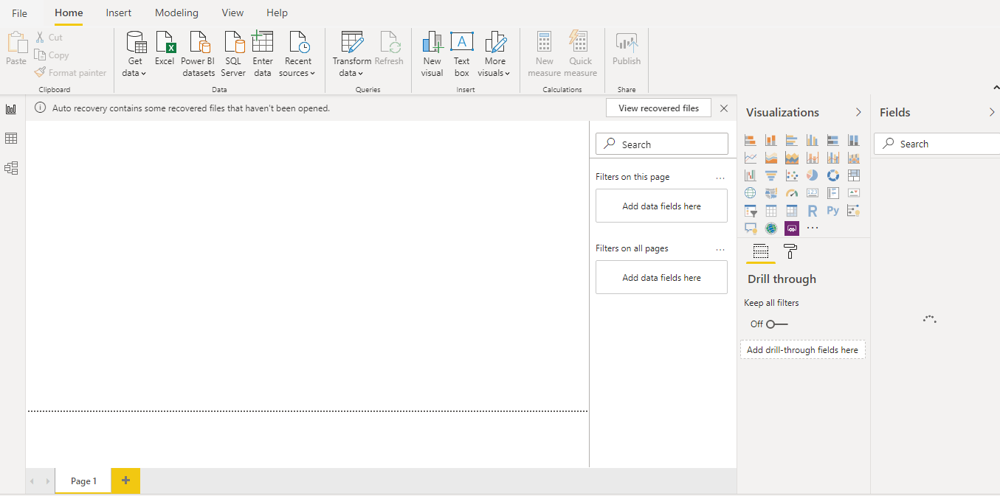 File Home Insert Modeling View Help
Paste
Cut
Copy
Format painter
Clipboard
Get
data
Excel
Power BI
datasets
SQL
Server
Enter
data
Recent
sources
Data
Transform
data
Refresh
Queries
New
visual
A
Text
box
More
visuals
Insert
New
measure
Quick
measure
Calculations
Publish
Share
Auto recovery contains some recovered files that haven't been opened.
View recovered files
Search
Filters on this page
...
Add data fields here
Filters on all pages
...
Add data fields here
Visualizations
123
R
Py
...
Drill through
Keep all filters
Off
Add drill-through fields here
Fields
Search
Page 1